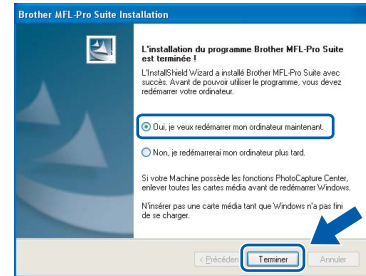 Brother MFL-Pro Suite Installation
L'installation du programme Brother MFL-Pro Suite
est terminée !
L'InstallShield Wizard a installé Brother MFL-Pro Suite avec
succès. Avant de pouvoir utiliser le programme, vous devez
redémarrer votre ordinateur.
Oui, je veux redémarrer mon ordinateur maintenant.
Non, je redémarrerai mon ordinateur plus tard.
Si votre Machine possède les fonctions PhotoCapture Center,
enlever toutes les cartes média avant de redémarrer Windows.
N'insérer pas une carte média tant que Windows n'a pas fini
de se charger.
< Précéden Terminer Annuler